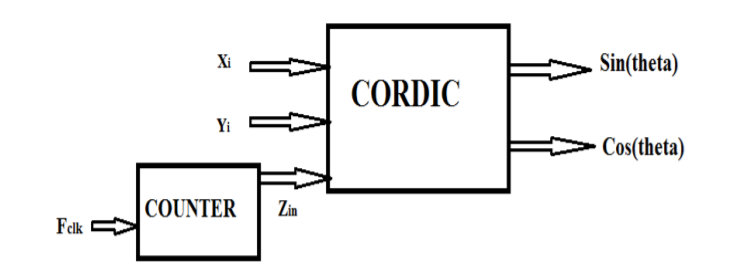 Xi
Sin(theta)
CORDIC
Yi
Cos(theta)
COUNTER
Zin
Fclk